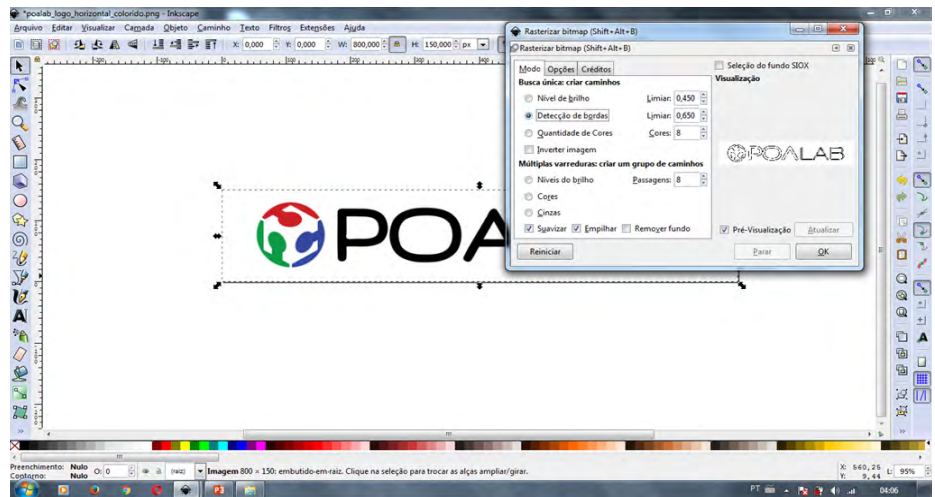 *poalab_logo_horizontal_colorido.png - Inkscape
Arquivo Editar Visualizar Camada Objeto Caminho Texto Filtros Extensões Ajuda
X: 0,000 Y: 0,000 W: 800,000 H: 150,000 px
Rasterizar bitmap (Shift+Alt+B)
Rasterizar bitmap (Shift+Alt+B)
Modo Opções Créditos
Seleção do fundo SIOX
Busca única: criar caminhos
Visualização
Nível de brilho Limiar: 0,450
Detecção de bordas Limiar: 0,650
Quantidade de Cores Cores: 8
Inverter imagem
Múltiplas varreduras: criar um grupo de caminhos
Níveis do brilho Passagens: 8
Cores
Cinzas
Suavizar Empilhar Remover fundo
Pré-Visualização Atualizar
Reiniciar Parar OK
POALAB
POA
Preenchimento: Nulo
Contorno: Nulo
O: 0
(raiz)
Imagem 800 × 150: embutido-em-raiz. Clique na seleção para trocar as alças ampliar/girar.
X: 560,25
Y: 9,44
L: 95%
PT
04:06